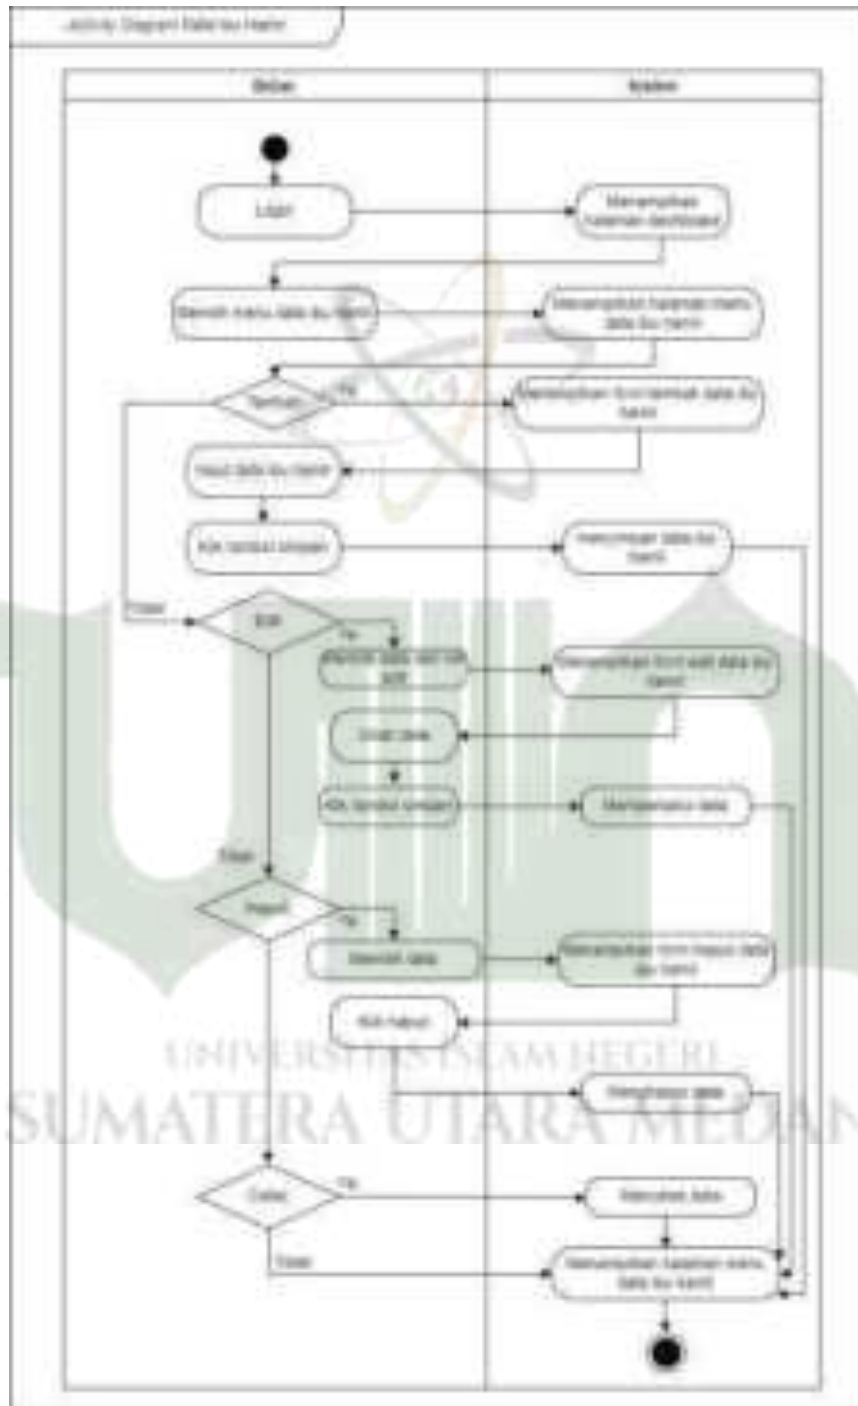 Activity Diagram Data Ibu Hamil
Bidan
Sistem
Login
Menampilkan
halaman dashboard
Memilih menu data ibu hamil
Menampilkan halaman menu
data ibu hamil
Tambah
Ya
Menampilkan form tambah data ibu
hamil
Input data ibu hamil
Klik tombol simpan
menyimpan data ibu
hamil
Tidak
Edit
Ya
edit
Menampilkan form edit data ibu
hamil
data
Klik tombol simpan
Memperbarui data
Tidak
Hapus
Ya
Memilih data
Menampilkan form hapus data
ibu hamil
Klik hapus
UNIVERSITAS ISLAM NEGERI
Menghapus data
SUMATERA UTARA MEDAN
Cetak
Ya
Mencetak data
Tidak
Menampilkan halaman menu
data ibu hamil